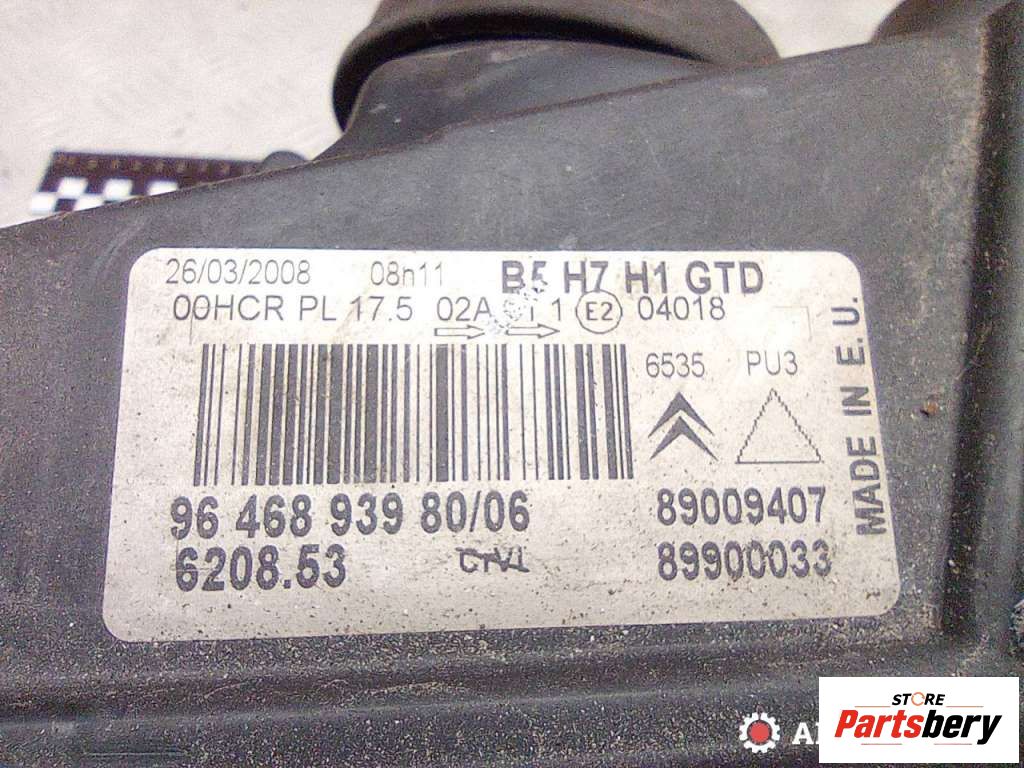 26/03/2008 08h11 B5 H7 H1 GTD
00HCR PL 17.5 02A 1 E2 04018
6535 PU3
MADE IN E.U.
96 468 939 80/06 89009407
6208.53 89900033
STORE
Partsbery